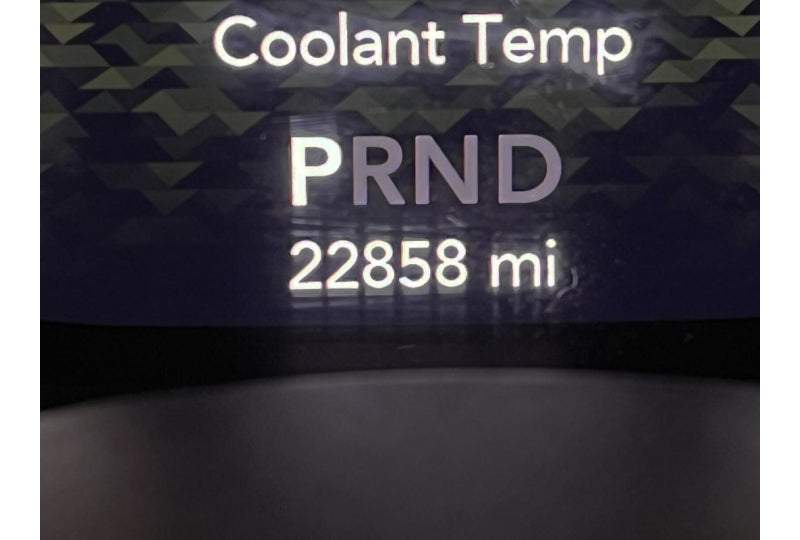 Coolant Temp
PRND
22858 mi